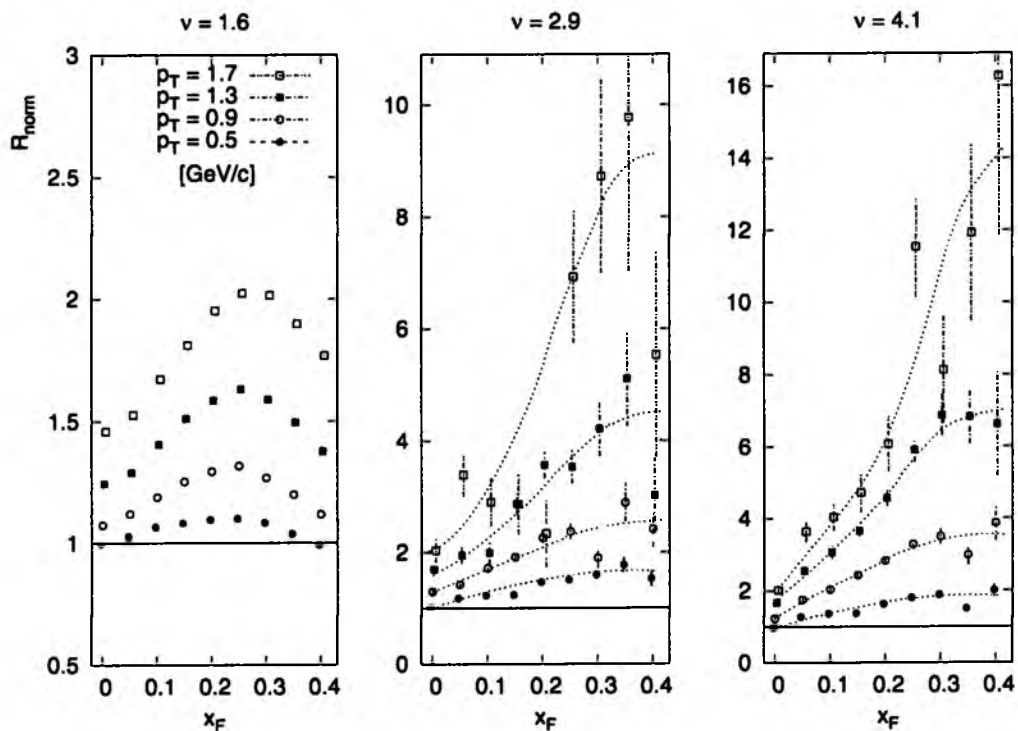 ν = 1.6
ν = 2.9
ν = 4.1
R_norm
3
2.5
2
1.5
1
0.5
p_T = 1.7
p_T = 1.3
p_T = 0.9
p_T = 0.5
[GeV/c]
0 0.1 0.2 0.3 0.4
x_F
10
8
6
4
2
0
0 0.1 0.2 0.3 0.4
x_F
16
14
12
10
8
6
4
2
0
0 0.1 0.2 0.3 0.4
x_F